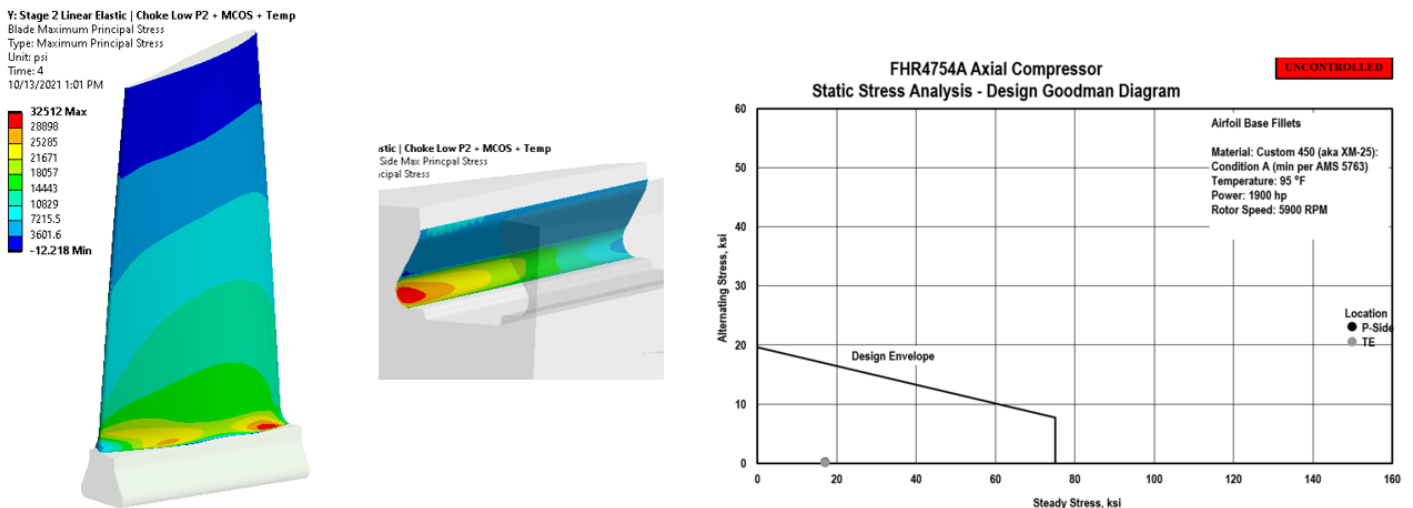 Y: Stage 2 Linear Elastic | Choke Low P2 + MCOS + Temp
Blade Maximum Principal Stress
Type: Maximum Principal Stress
Unit: psi
Time: 4
10/13/2021 1:01 PM
32512 Max
28898
25285
21671
18057
14443
10829
7215.5
3601.6
-12.218 Min
stic | Choke Low P2 + MCOS + Temp
Side Max Princpal Stress
cipal Stress
FHR4754A Axial Compressor
Static Stress Analysis - Design Goodman Diagram
UNCONTROLLED
Airfoil Base Fillets
Material: Custom 450 (aka XM-25):
Condition A (min per AMS 5763)
Temperature: 95 °F
Power: 1900 hp
Rotor Speed: 5900 RPM
Alternating Stress, ksi
60
50
40
30
20
10
0
Design Envelope
Location
P-Side
TE
0 20 40 60 80 100 120 140 160
Steady Stress, ksi